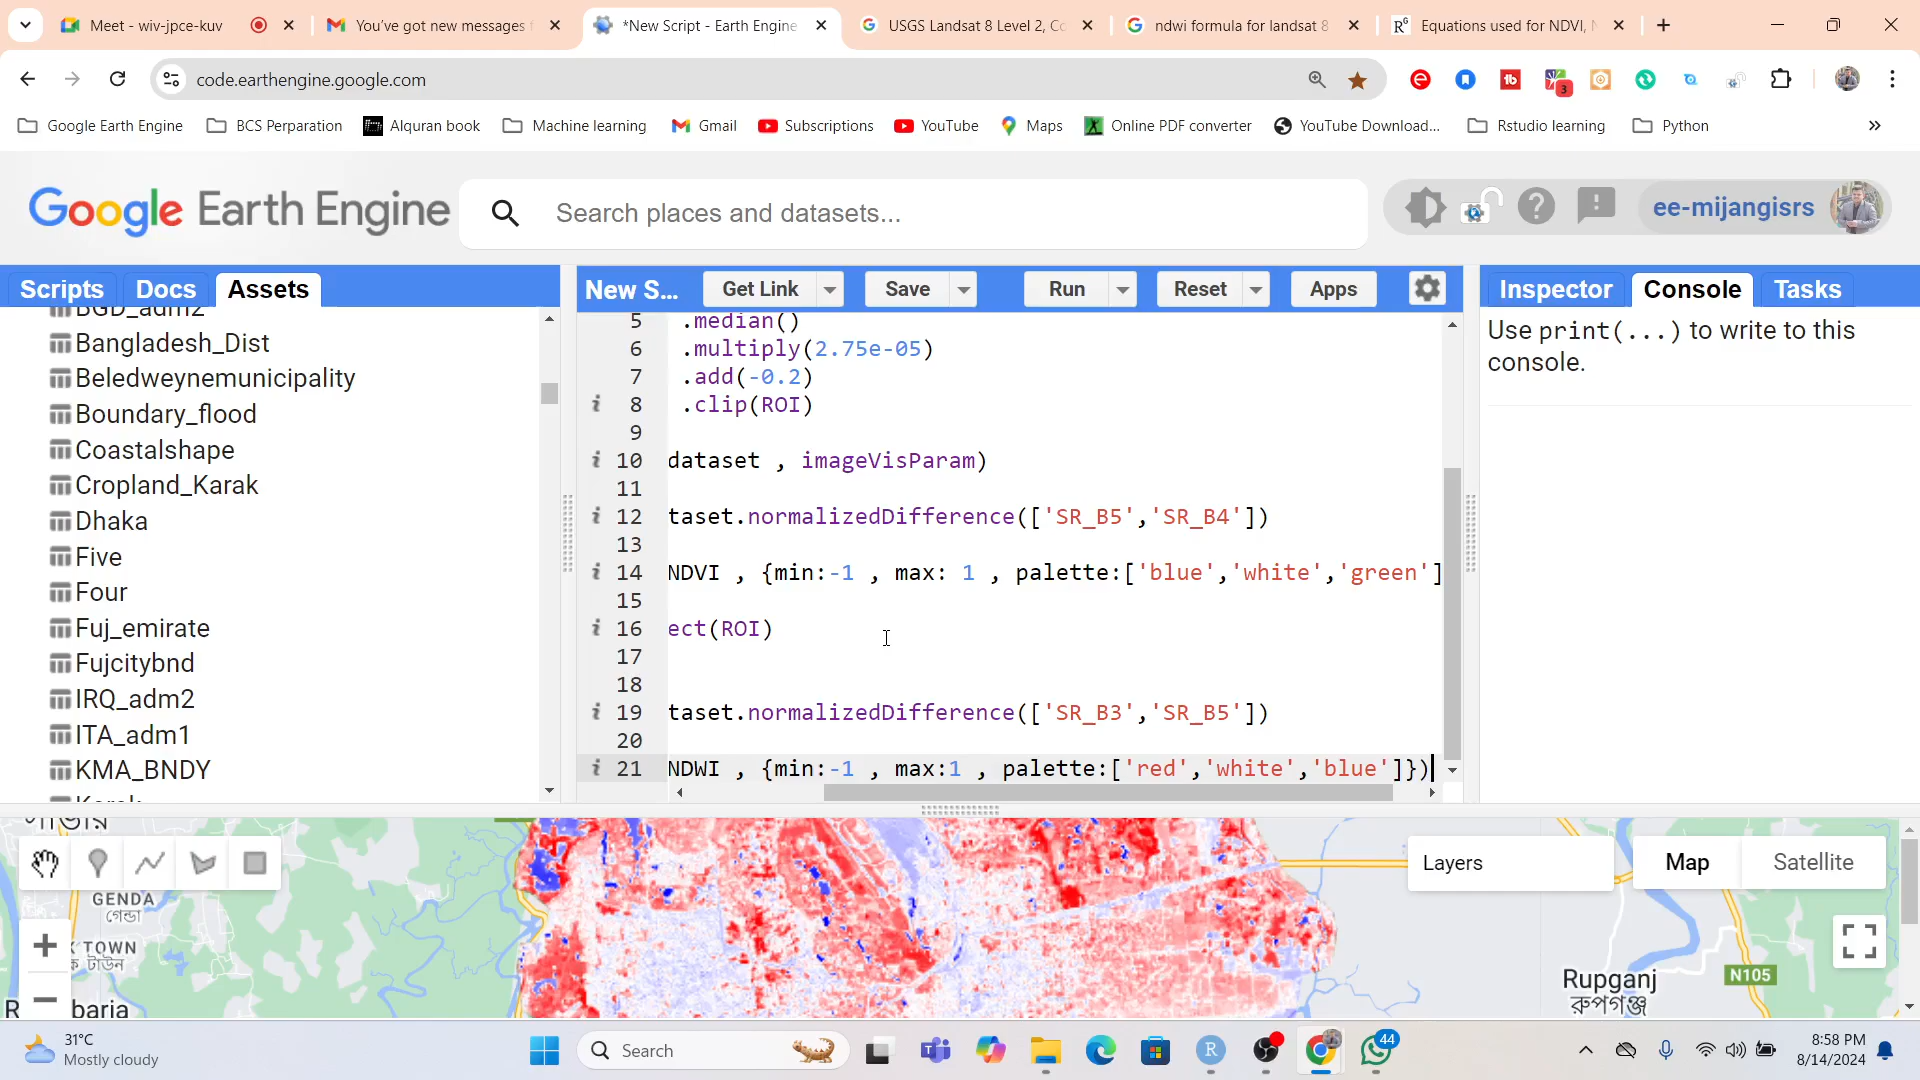 Meet - wiv-jpce-kuv
You've got new messages
*New Script - Earth Engine
USGS Landsat 8 Level 2, Co
ndwi formula for landsat 8
Equations used for NDVI, N
code.earthengine.google.com
3
Google Earth Engine
BCS Perparation
Alquran book
Machine learning
Gmail
Subscriptions
YouTube
Maps
Online PDF converter
YouTube Download...
Rstudio learning
Python
Google Earth Engine
Search places and datasets...
ee-mijangisrs
Scripts
Docs
Assets
BGD_adm2
Bangladesh_Dist
Beledweynemunicipality
Boundary_flood
Coastalshape
Cropland_Karak
Dhaka
Five
Four
Fuj_emirate
Fujcitybnd
IRQ_adm2
ITA_adm1
KMA_BNDY
New S...
Get Link
Save
Run
Reset
Apps
5 .median()
6 .multiply(2.75e-05)
7 .add(-0.2)
i 8 .clip(ROI)
9
i 10 dataset , imageVisParam)
11
i 12 taset.normalizedDifference(['SR_B5','SR_B4'])
13
i 14 NDVI , {min:-1 , max: 1 , palette:['blue','white','green']
15
i 16 ect(ROI)
17
18
i 19 taset.normalizedDifference(['SR_B3','SR_B5'])
20
i 21 NDWI , {min:-1 , max:1 , palette:['red','white','blue']})
Inspector
Console
Tasks
Use print(...) to write to this
console.
GENDA
গেন্ডা
K TOWN
ক টাউন
baria
Layers
Map
Satellite
Rupganj
রূপগঞ্জ
N105
31°C
Mostly cloudy
Search
44
8:58 PM
8/14/2024